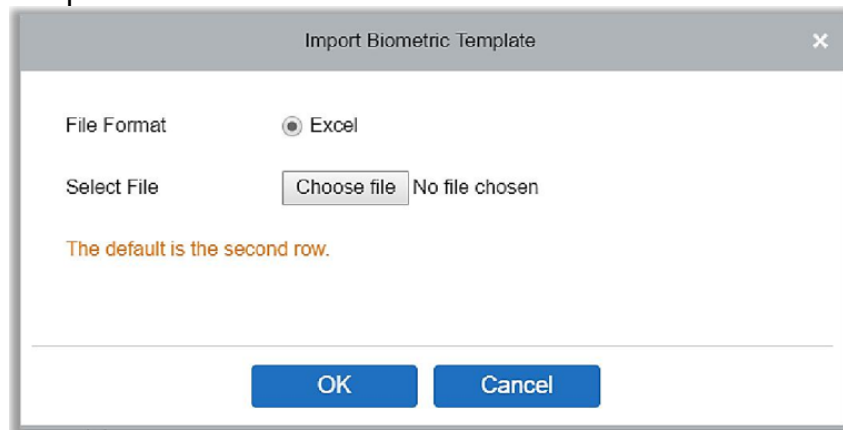 Import Biometric Template ×
File Format Excel
Select File Choose file No file chosen
The default is the second row.
OK Cancel